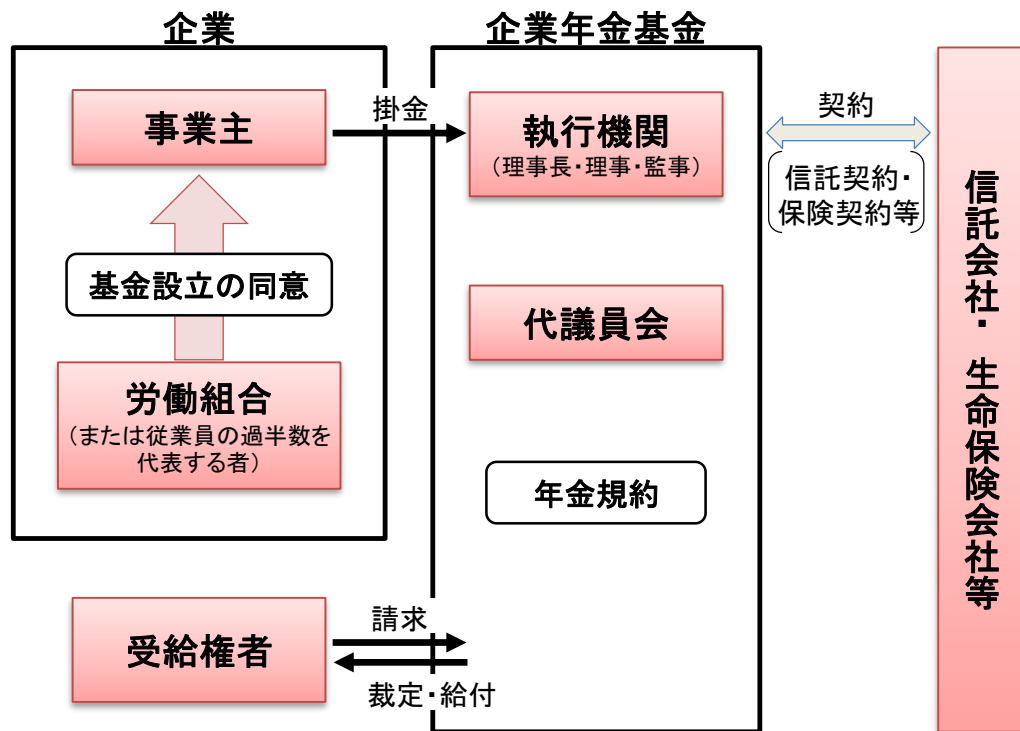 企業
企業年金基金
事業主
掛金
執行機関
（理事長・理事・監事）
契約
信託契約・
保険契約等
基金設立の同意
代議員会
労働組合
（または従業員の過半数を
代表する者）
年金規約
信託会社・生命保険会社等
受給権者
請求
裁定・給付